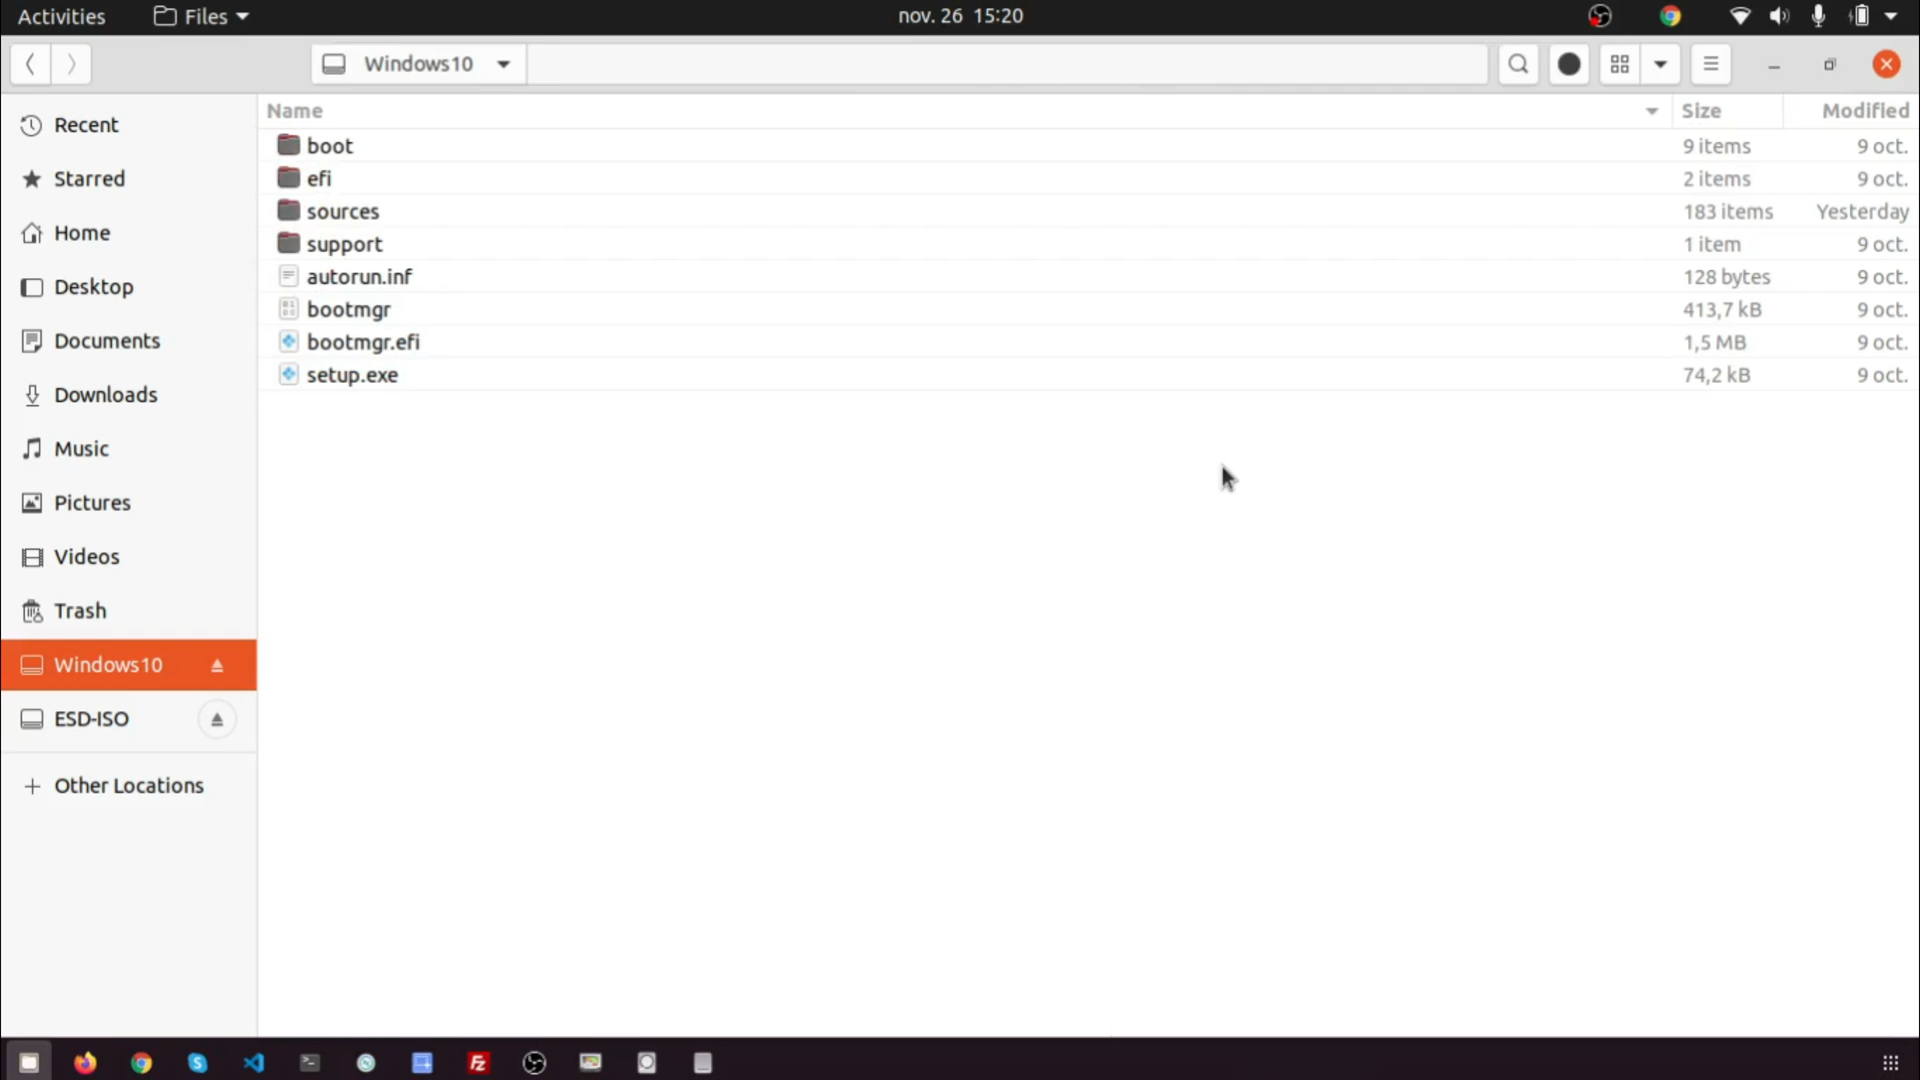 Activities Files nov. 26 15:20
Windows10
Name Size Modified
Recent
Starred
Home
Desktop
Documents
Downloads
Music
Pictures
Videos
Trash
Windows10
ESD-ISO
+ Other Locations
boot 9 items 9 oct.
efi 2 items 9 oct.
sources 183 items Yesterday
support 1 item 9 oct.
autorun.inf 128 bytes 9 oct.
bootmgr 413,7 kB 9 oct.
bootmgr.efi 1,5 MB 9 oct.
setup.exe 74,2 kB 9 oct.
Fz